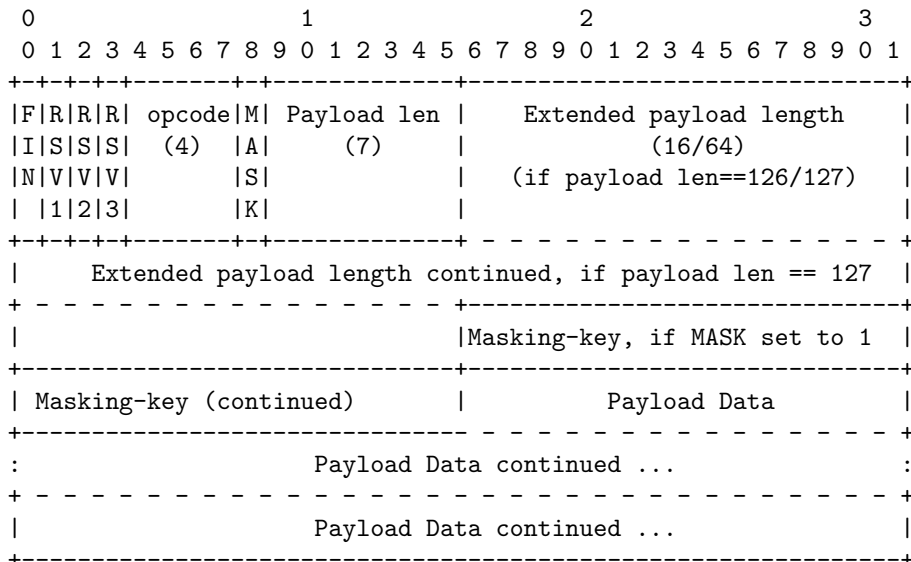 0                   1                   2                   3
 0 1 2 3 4 5 6 7 8 9 0 1 2 3 4 5 6 7 8 9 0 1 2 3 4 5 6 7 8 9 0 1
+-+-+-+-+-------+-+-------------+-------------------------------+
|F|R|R|R| opcode|M| Payload len |    Extended payload length    |
|I|S|S|S|  (4)  |A|     (7)     |             (16/64)           |
|N|V|V|V|       |S|             |   (if payload len==126/127)   |
| |1|2|3|       |K|             |                               |
+-+-+-+-+-------+-+-------------+ - - - - - - - - - - - - - - - +
|     Extended payload length continued, if payload len == 127  |
+ - - - - - - - - - - - - - - - +-------------------------------+
|                               |Masking-key, if MASK set to 1  |
+-------------------------------+-------------------------------+
| Masking-key (continued)       |          Payload Data         |
+-------------------------------- - - - - - - - - - - - - - - - +
:                     Payload Data continued ...                :
+ - - - - - - - - - - - - - - - - - - - - - - - - - - - - - - - +
|                     Payload Data continued ...                |
+---------------------------------------------------------------+